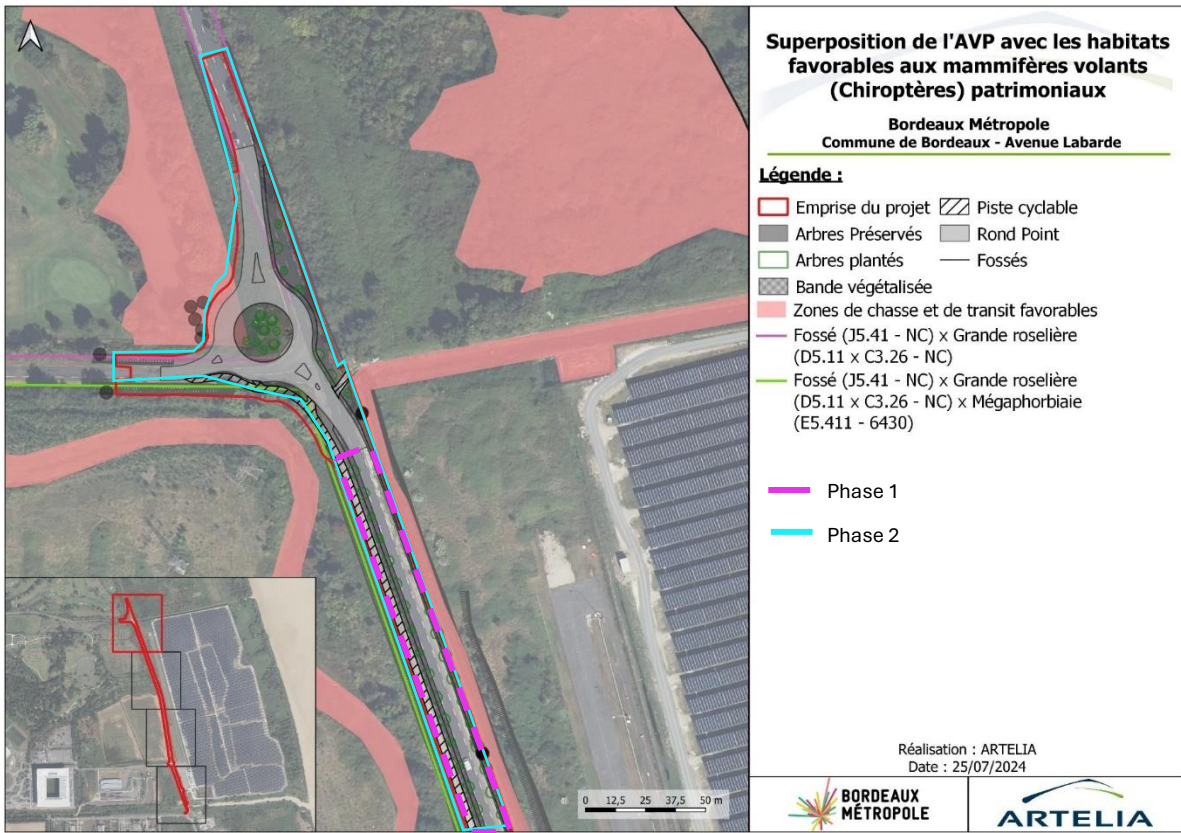 Superposition de l'AVP avec les habitats
favorables aux mammifères volants
(Chiroptères) patrimoniaux
Bordeaux Métropole
Commune de Bordeaux - Avenue Labarde
Légende :
Emprise du projet
Piste cyclable
Arbres Préservés
Rond Point
Arbres plantés
Fossés
Bande végétalisée
Zones de chasse et de transit favorables
Fossé (J5.41 - NC) x Grande roselière
(D5.11 x C3.26 - NC)
Fossé (J5.41 - NC) x Grande roselière
(D5.11 x C3.26 - NC) x Mégaphorbiaie
(E5.411 - 6430)
Phase 1
Phase 2
0 12,5 25 37,5 50 m
Réalisation : ARTELIA
Date : 25/07/2024
BORDEAUX
MÉTROPOLE
ARTELIA